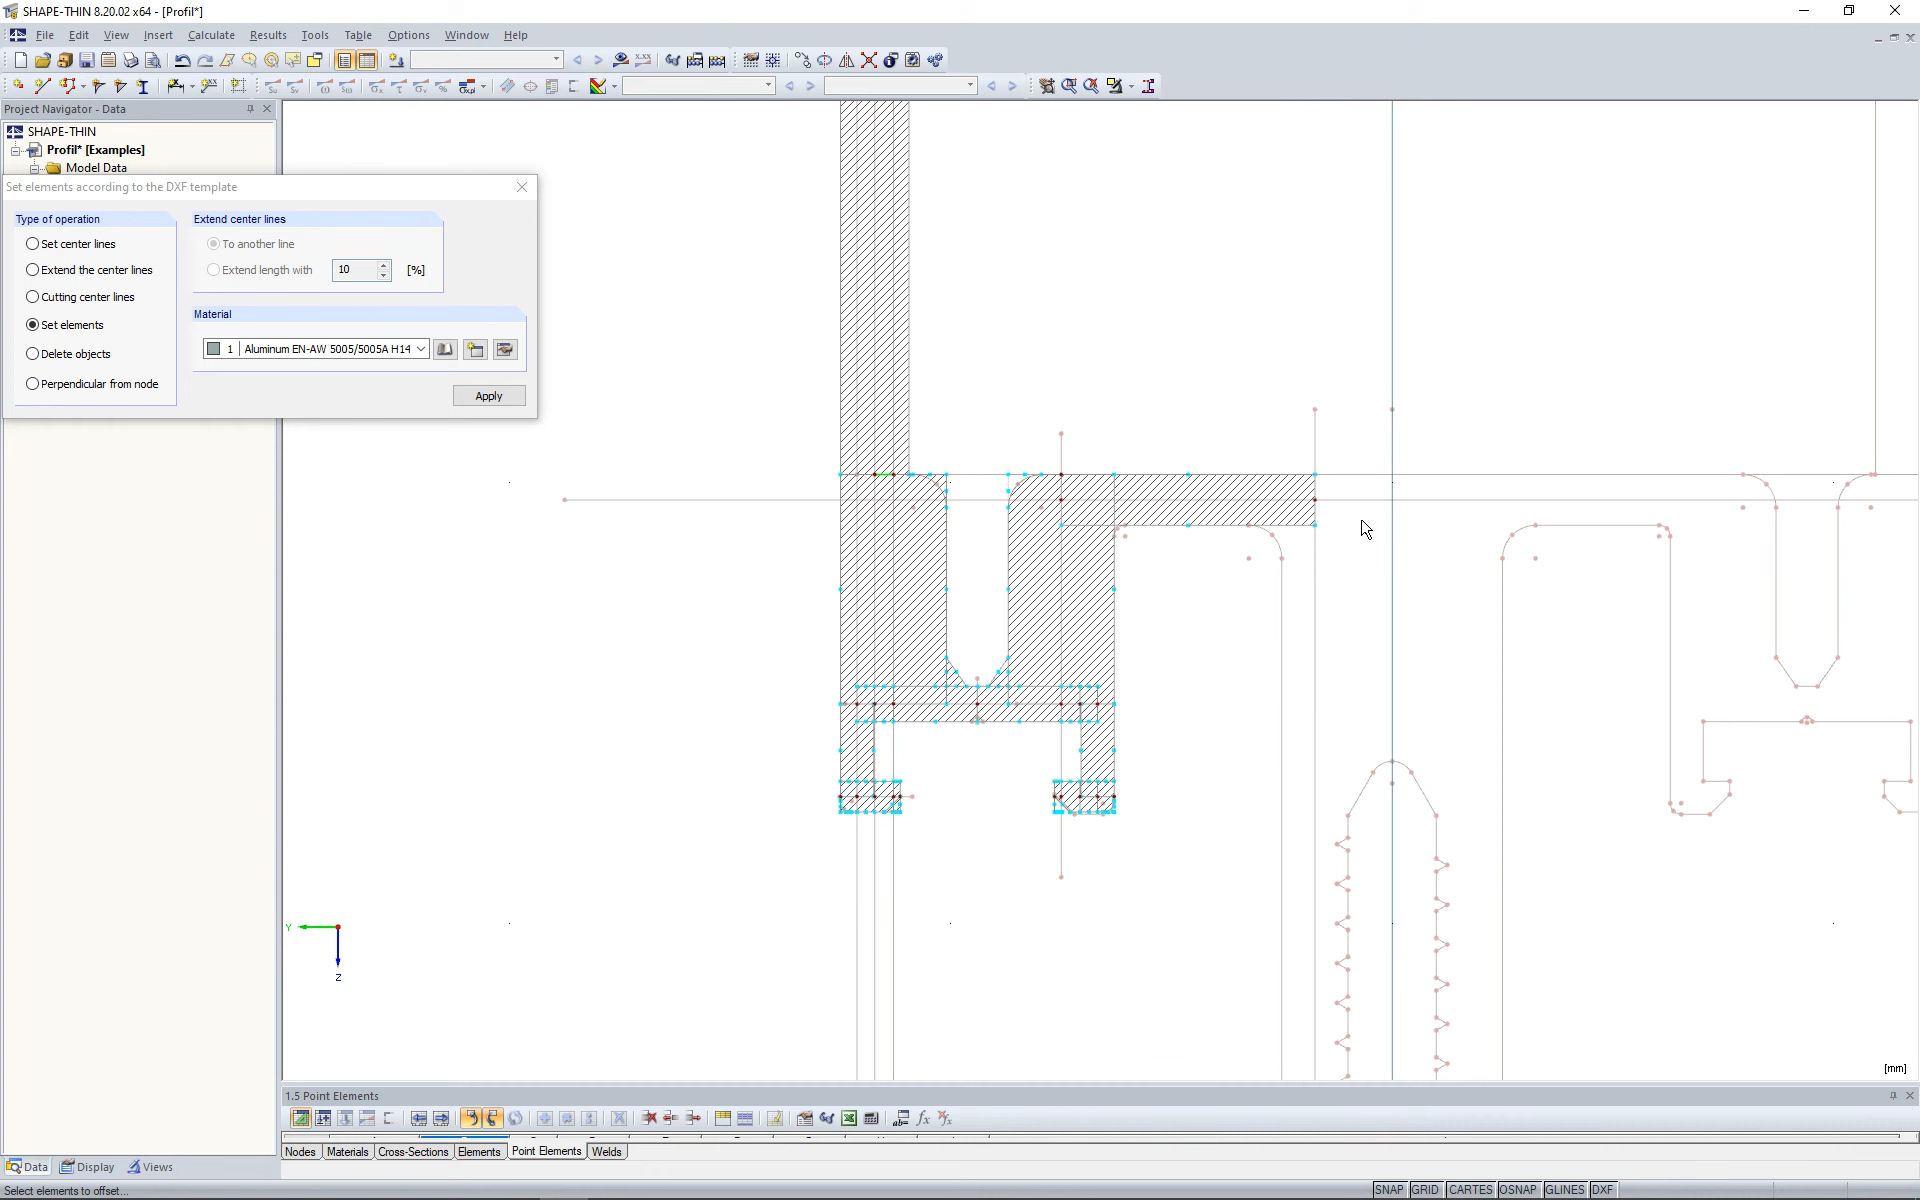 SHAPE-THIN 8.20.02 x64 - [Profil*]
File Edit View Insert Calculate Results Tools Table Options Window Help
Project Navigator - Data
SHAPE-THIN
Profil* [Examples]
Model Data
Set elements according to the DXF template
Type of operation
Extend center lines
Set center lines
To another line
Extend the center lines
Extend length with 10 [%]
Cutting center lines
Material
Set elements
1 Aluminum EN-AW 5005/5005A H14
Delete objects
Perpendicular from node
Apply
Y
Z
[mm]
1.5 Point Elements
Nodes Materials Cross-Sections Elements Point Elements Welds
Data Display Views
Select elements to offset...
SNAP GRID CARTES OSNAP GLINES DXF